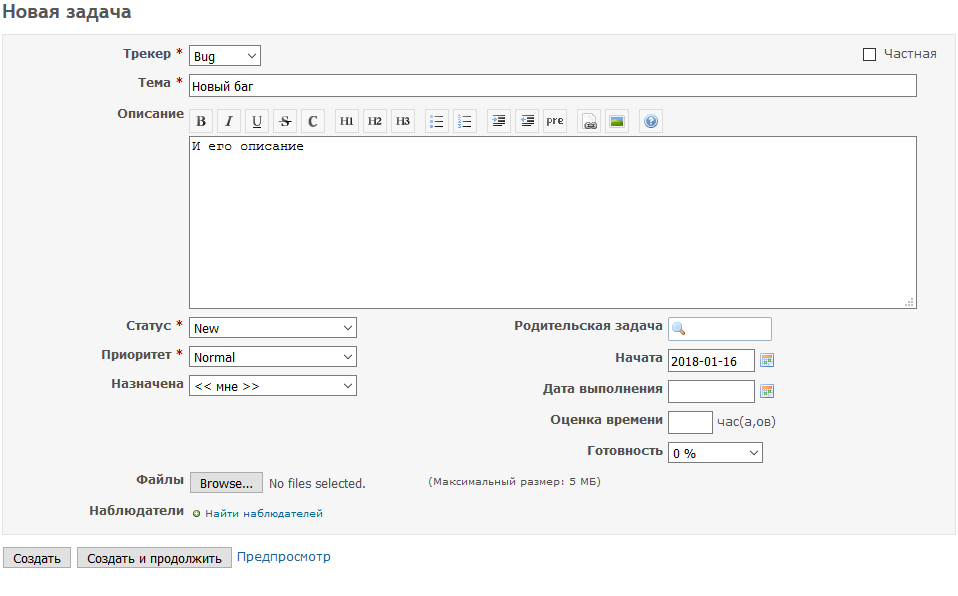 Новая задача
Трекер * Bug Частная
Тема * Новый баг
Описание B I U S C H1 H2 H3 pre
И его описание
Статус * New Родительская задача
Приоритет * Normal Начата 2018-01-16
Назначена << мне >> Дата выполнения
Оценка времени час(а,ов)
Готовность 0 %
Файлы Browse... No files selected. (Максимальный размер: 5 МБ)
Наблюдатели Найти наблюдателей
Создать Создать и продолжить Предпросмотр